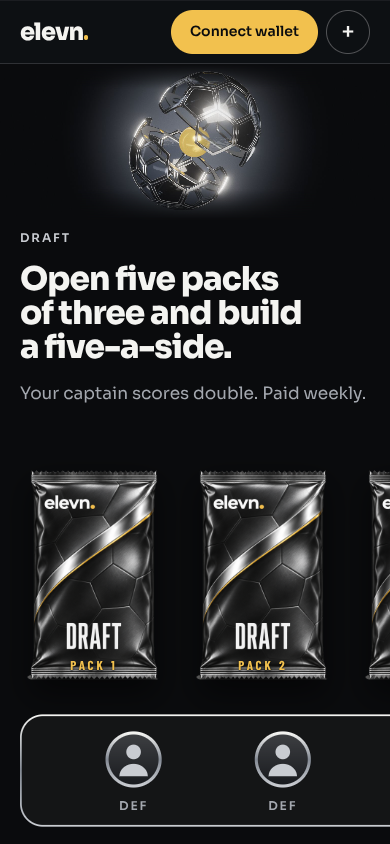 elevn.
Connect wallet
+
DRAFT
Open five packs
of three and build
a five-a-side.
Your captain scores double. Paid weekly.
elevn.
DRAFT
PACK 1
elevn.
DRAFT
PACK 2
DEF
DEF